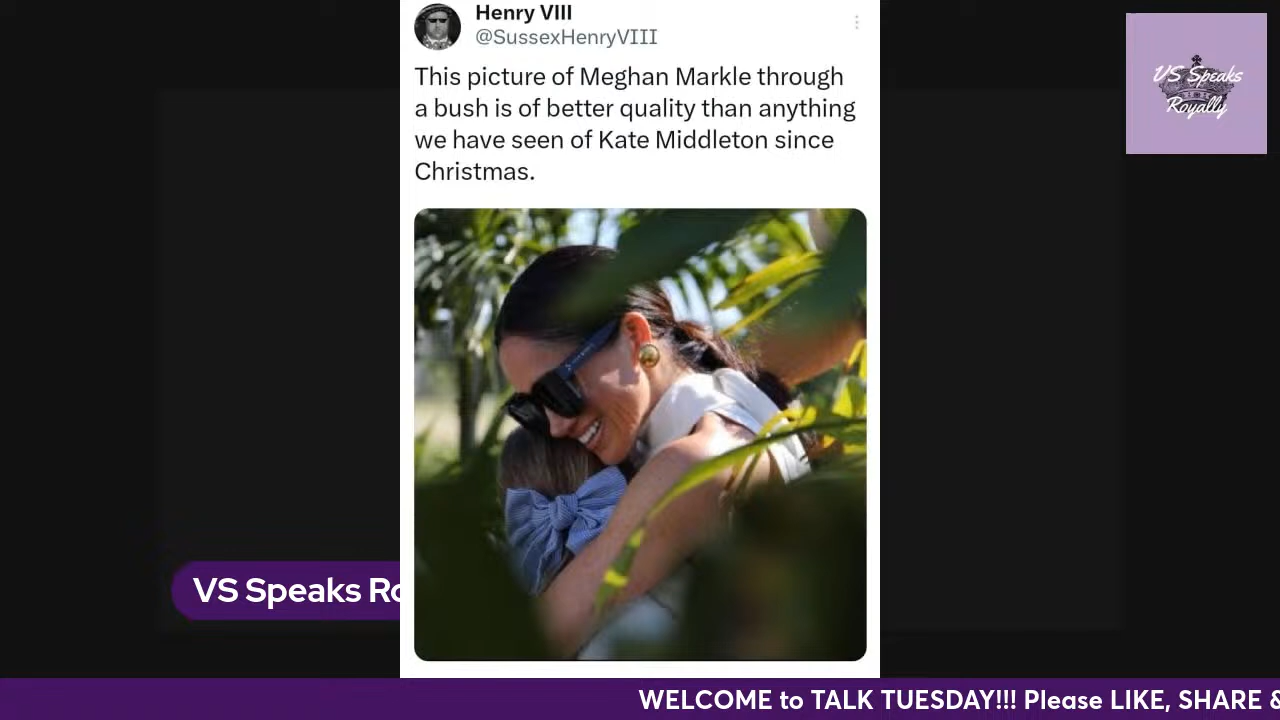 Henry VIII
@SussexHenryVIII
This picture of Meghan Markle through
a bush is of better quality than anything
we have seen of Kate Middleton since
Christmas.
VS Speaks
Royally
VS Speaks Ro
WELCOME to TALK TUESDAY!!! Please LIKE, SHARE &